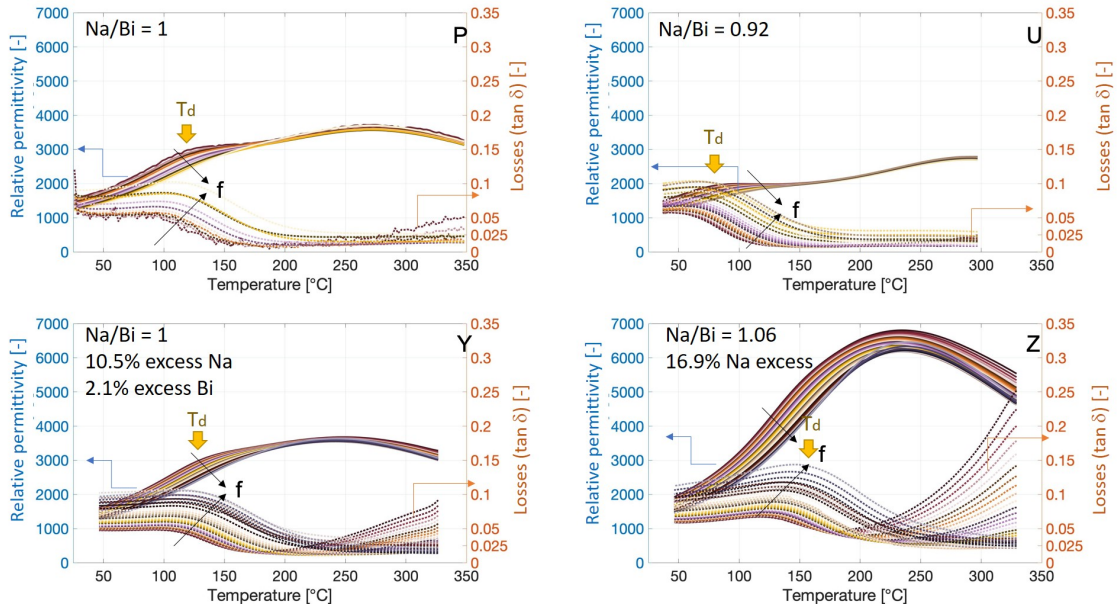 Na/Bi = 1
P
Relative permittivity [-]
7000
6000
5000
4000
3000
2000
1000
0
Td
f
0.35
0.3
0.25
0.2
0.15
0.1
0.05
0.025
0
Losses (tan δ) [-]
50 100 150 200 250 300 350
Temperature [°C]
Na/Bi = 0.92
U
Relative permittivity [-]
7000
6000
5000
4000
3000
2000
1000
0
Td
f
0.35
0.3
0.25
0.2
0.15
0.1
0.05
0.025
0
Losses (tan δ) [-]
50 100 150 200 250 300 350
Temperature [°C]
Na/Bi = 1
10.5% excess Na
2.1% excess Bi
Y
Relative permittivity [-]
7000
6000
5000
4000
3000
2000
1000
0
Td
f
0.35
0.3
0.25
0.2
0.15
0.1
0.05
0.025
0
Losses (tan δ) [-]
50 100 150 200 250 300 350
Temperature [°C]
Na/Bi = 1.06
16.9% Na excess
Z
Relative permittivity [-]
7000
6000
5000
4000
3000
2000
1000
0
Td
f
0.35
0.3
0.25
0.2
0.15
0.1
0.05
0.025
0
Losses (tan δ) [-]
50 100 150 200 250 300 350
Temperature [°C]